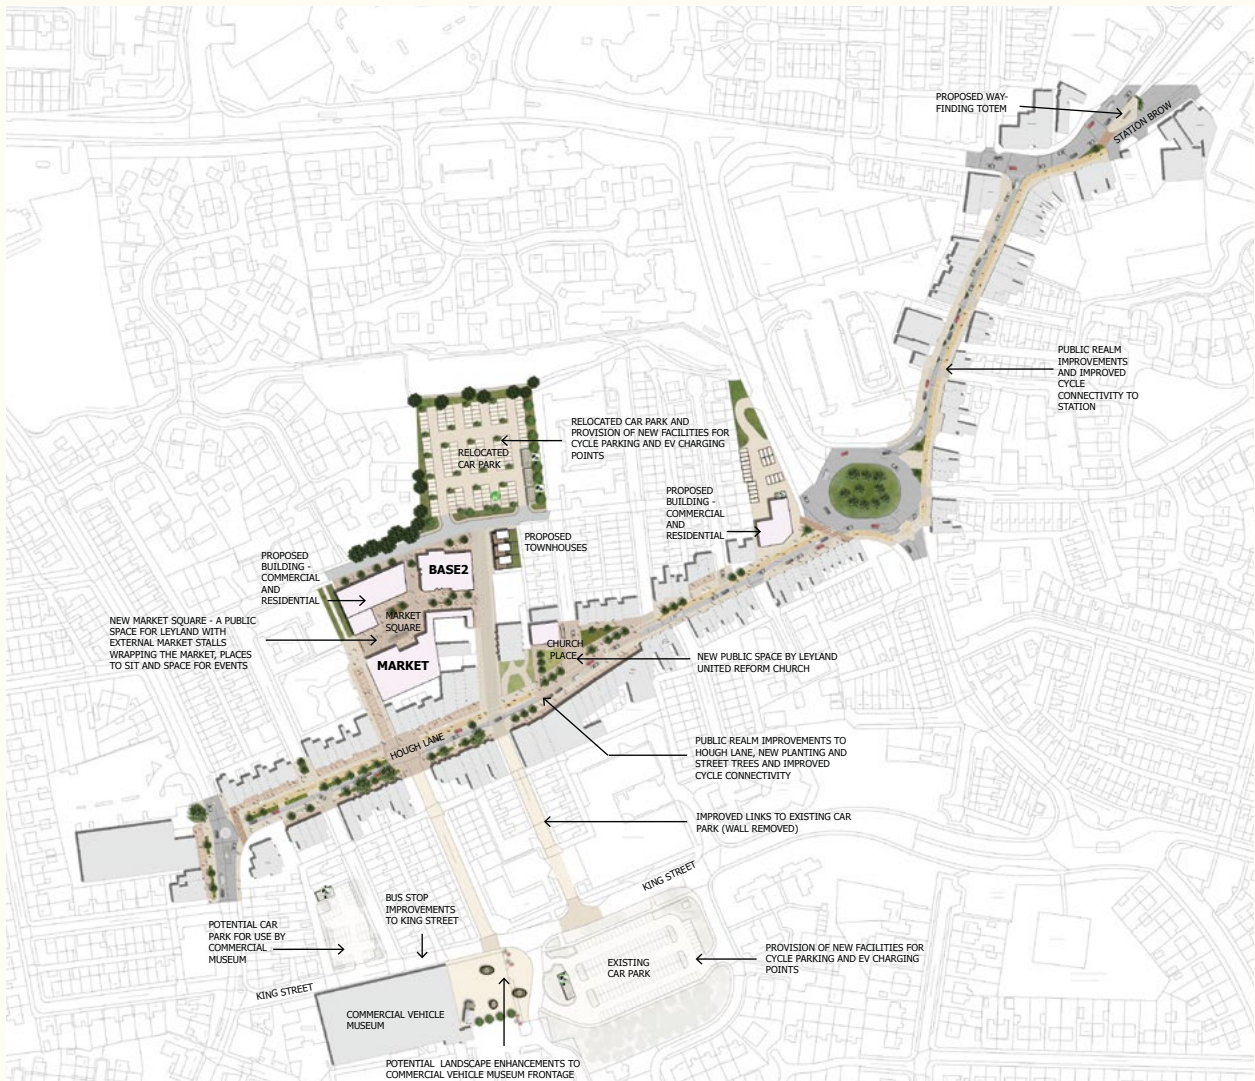 PROPOSED WAY-
FINDING TOTEM
STATION BROW
PUBLIC REALM
IMPROVEMENTS
AND IMPROVED
CYCLE
CONNECTIVITY TO
STATION
RELOCATED CAR PARK AND
PROVISION OF NEW FACILITIES FOR
CYCLE PARKING AND EV CHARGING
POINTS
RELOCATED
CAR PARK
PROPOSED
BUILDING -
COMMERCIAL
AND
RESIDENTIAL
PROPOSED
TOWNHOUSES
PROPOSED
BUILDING -
COMMERCIAL
AND
RESIDENTIAL
BASE2
NEW MARKET SQUARE - A PUBLIC
SPACE FOR LEYLAND WITH
EXTERNAL MARKET STALLS
WRAPPING THE MARKET, PLACES
TO SIT AND SPACE FOR EVENTS
MARKET
SQUARE
MARKET
CHURCH
PLACE
NEW PUBLIC SPACE BY LEYLAND
UNITED REFORM CHURCH
HOUGH LANE
PUBLIC REALM IMPROVEMENTS TO
HOUGH LANE, NEW PLANTING AND
STREET TREES AND IMPROVED
CYCLE CONNECTIVITY
IMPROVED LINKS TO EXISTING CAR
PARK (WALL REMOVED)
KING STREET
BUS STOP
IMPROVEMENTS
TO KING STREET
POTENTIAL CAR
PARK FOR USE BY
COMMERCIAL
MUSEUM
EXISTING
CAR PARK
PROVISION OF NEW FACILITIES FOR
CYCLE PARKING AND EV CHARGING
POINTS
KING STREET
COMMERCIAL VEHICLE
MUSEUM
POTENTIAL LANDSCAPE ENHANCEMENTS TO
COMMERCIAL VEHICLE MUSEUM FRONTAGE